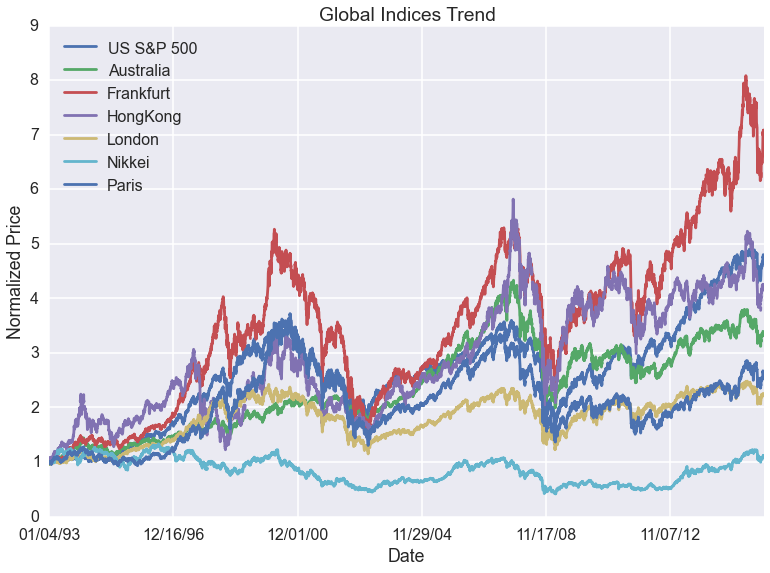 Global Indices Trend
9
8
7
6
5
4
3
2
1
0
Normalized Price
US S&P 500
Australia
Frankfurt
HongKong
London
Nikkei
Paris
01/04/93 12/16/96 12/01/00 11/29/04 11/17/08 11/07/12
Date